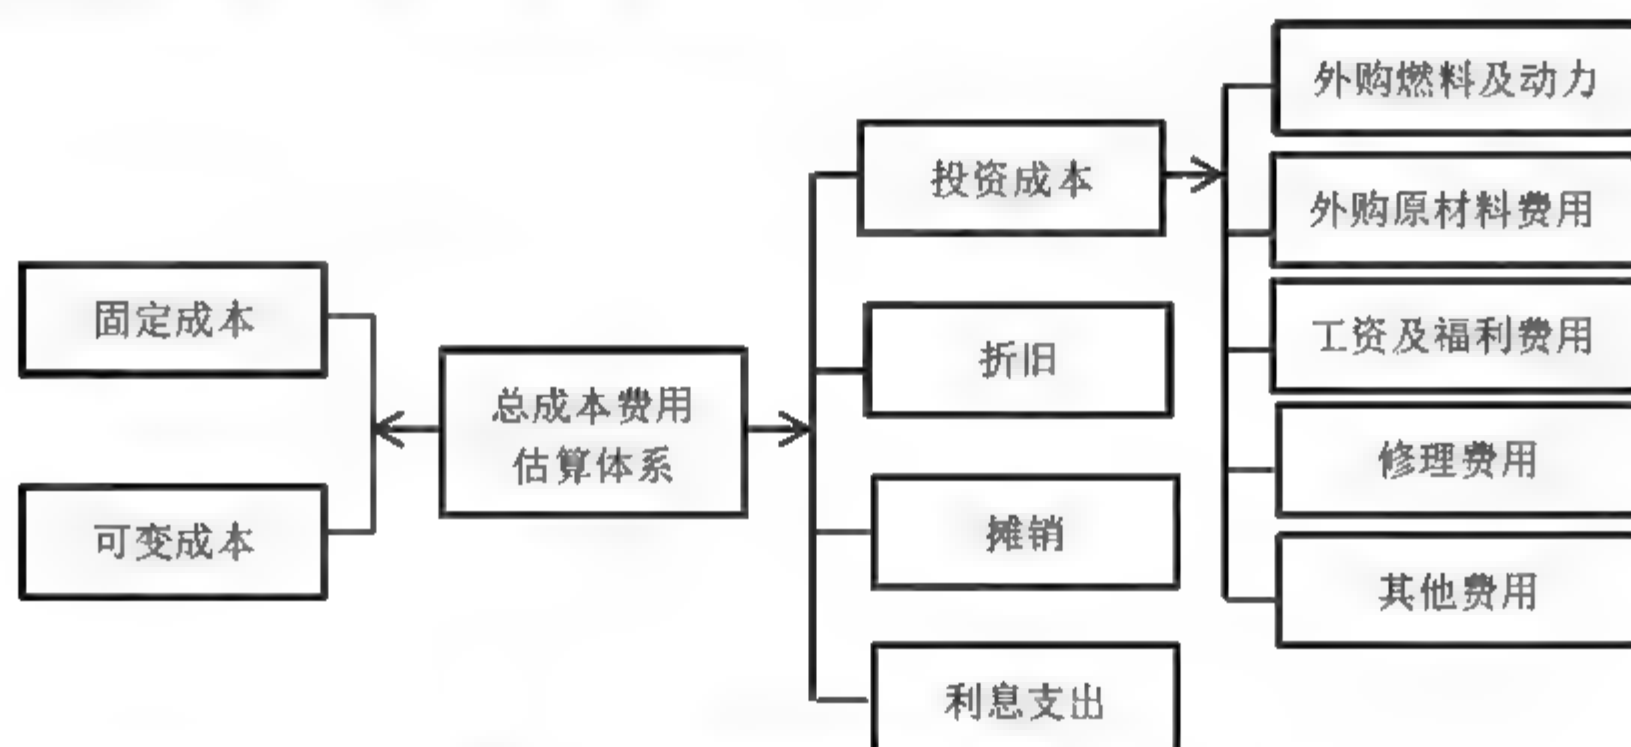 固定成本
可变成本
总成本费用
估算体系
投资成本
折旧
摊销
利息支出
外购燃料及动力
外购原材料费用
工资及福利费用
修理费用
其他费用